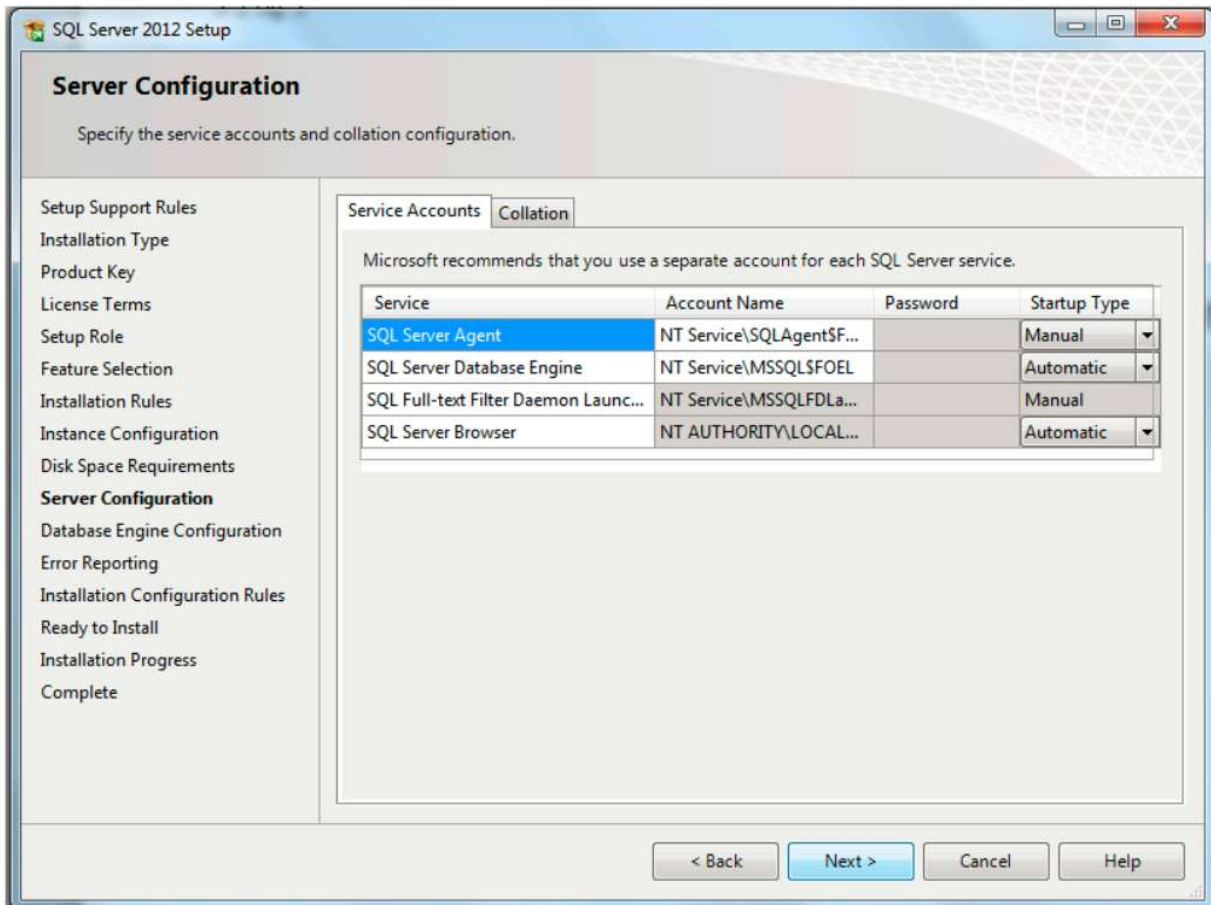 SQL Server 2012 Setup
Server Configuration
Specify the service accounts and collation configuration.
Setup Support Rules
Installation Type
Product Key
License Terms
Setup Role
Feature Selection
Installation Rules
Instance Configuration
Disk Space Requirements
Server Configuration
Database Engine Configuration
Error Reporting
Installation Configuration Rules
Ready to Install
Installation Progress
Complete
Service Accounts Collation
Microsoft recommends that you use a separate account for each SQL Server service.
Service Account Name Password Startup Type
SQL Server Agent NT Service\SQLAgent$F... Manual
SQL Server Database Engine NT Service\MSSQL$FOEL Automatic
SQL Full-text Filter Daemon Launc... NT Service\MSSQLFDLa... Manual
SQL Server Browser NT AUTHORITY\LOCAL... Automatic
< Back Next > Cancel Help